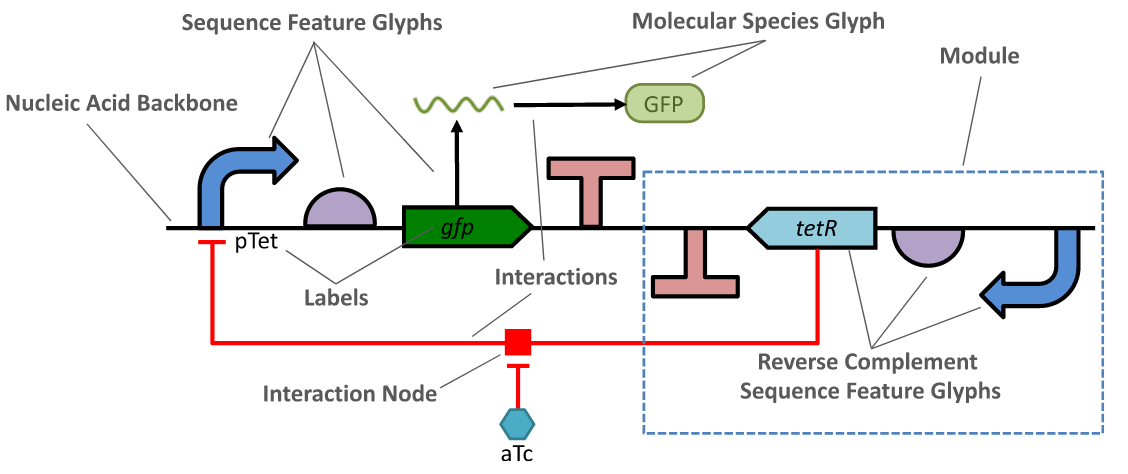 Sequence Feature Glyphs
Molecular Species Glyph
Module
Nucleic Acid Backbone
GFP
gfp
tetR
pTet
Labels
Interactions
Interaction Node
Reverse Complement
Sequence Feature Glyphs
aTc